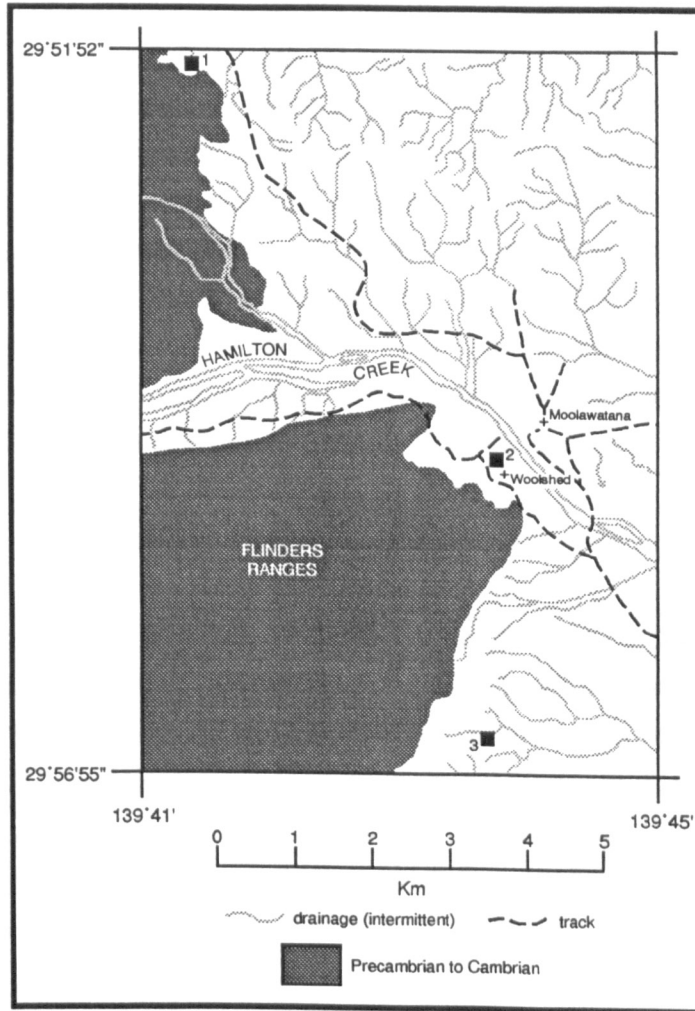 29°51'52"
1
HAMILTON
CREEK
Moolawatana
2
Woolshed
FLINDERS
RANGES
3
29°56'55"
139°41'
139°45'
0 1 2 3 4 5
Km
drainage (intermittent)
track
Precambrian to Cambrian